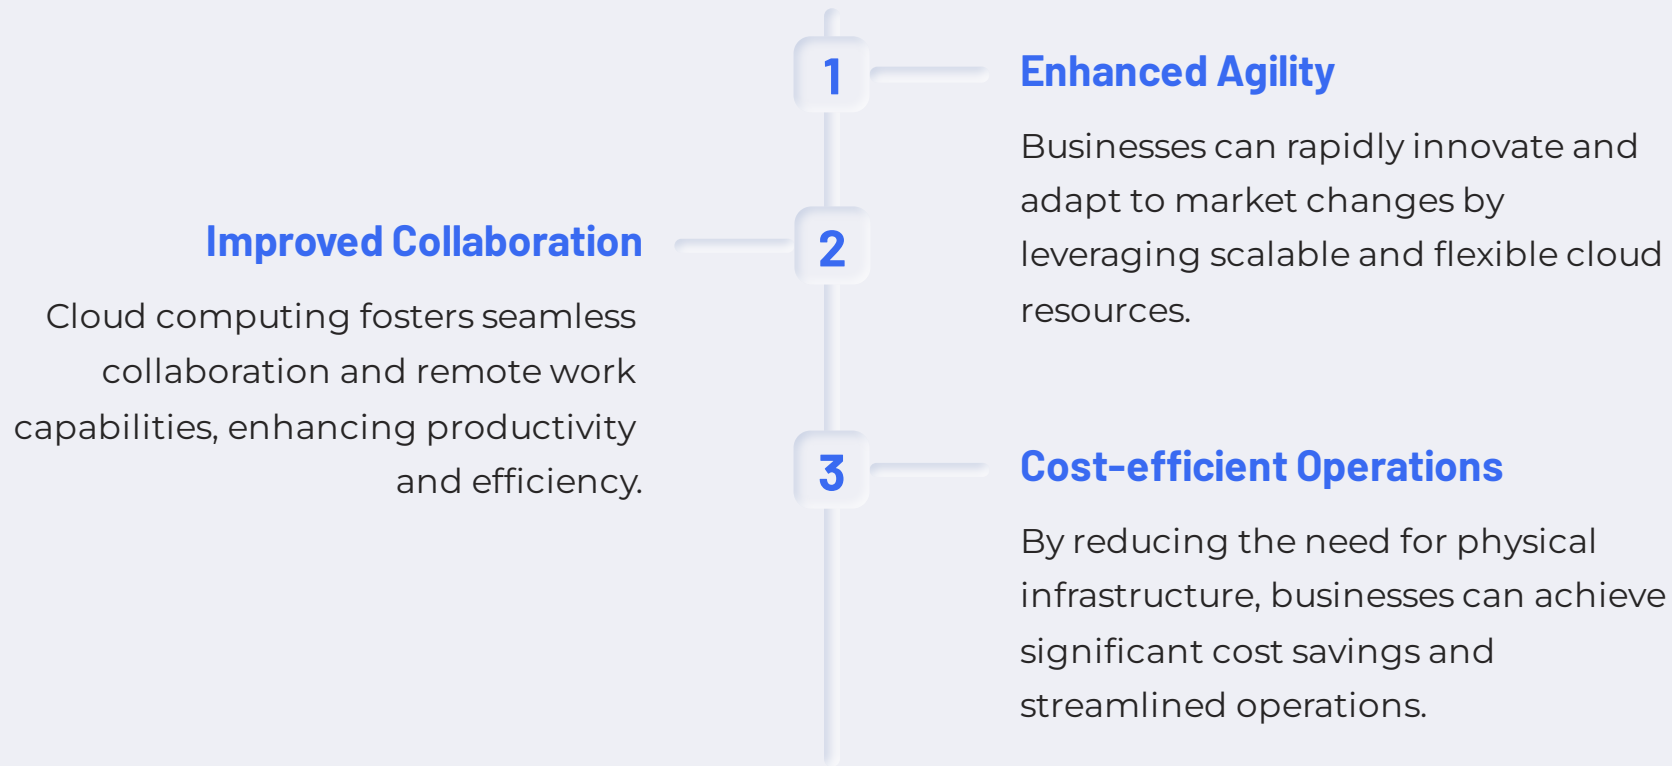 1
Enhanced Agility
Businesses can rapidly innovate and
adapt to market changes by
leveraging scalable and flexible cloud
resources.
2
Improved Collaboration
Cloud computing fosters seamless
collaboration and remote work
capabilities, enhancing productivity
and efficiency.
3
Cost-efficient Operations
By reducing the need for physical
infrastructure, businesses can achieve
significant cost savings and
streamlined operations.